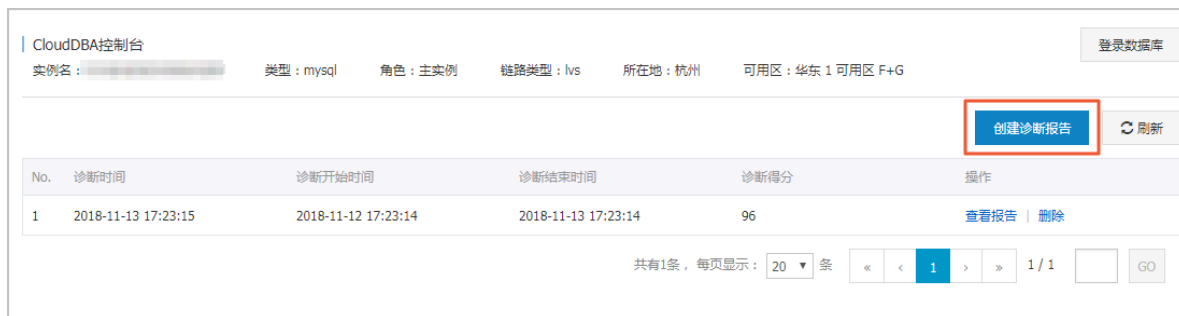 CloudDBA控制台
登录数据库
实例名： 类型：mysql 角色：主实例 链路类型：lvs 所在地：杭州 可用区：华东 1 可用区 F+G
创建诊断报告 刷新
No. 诊断时间 诊断开始时间 诊断结束时间 诊断得分 操作
1 2018-11-13 17:23:15 2018-11-12 17:23:14 2018-11-13 17:23:14 96 查看报告 | 删除
共有1条，每页显示： 20 条 « ‹ 1 › » 1 / 1 GO